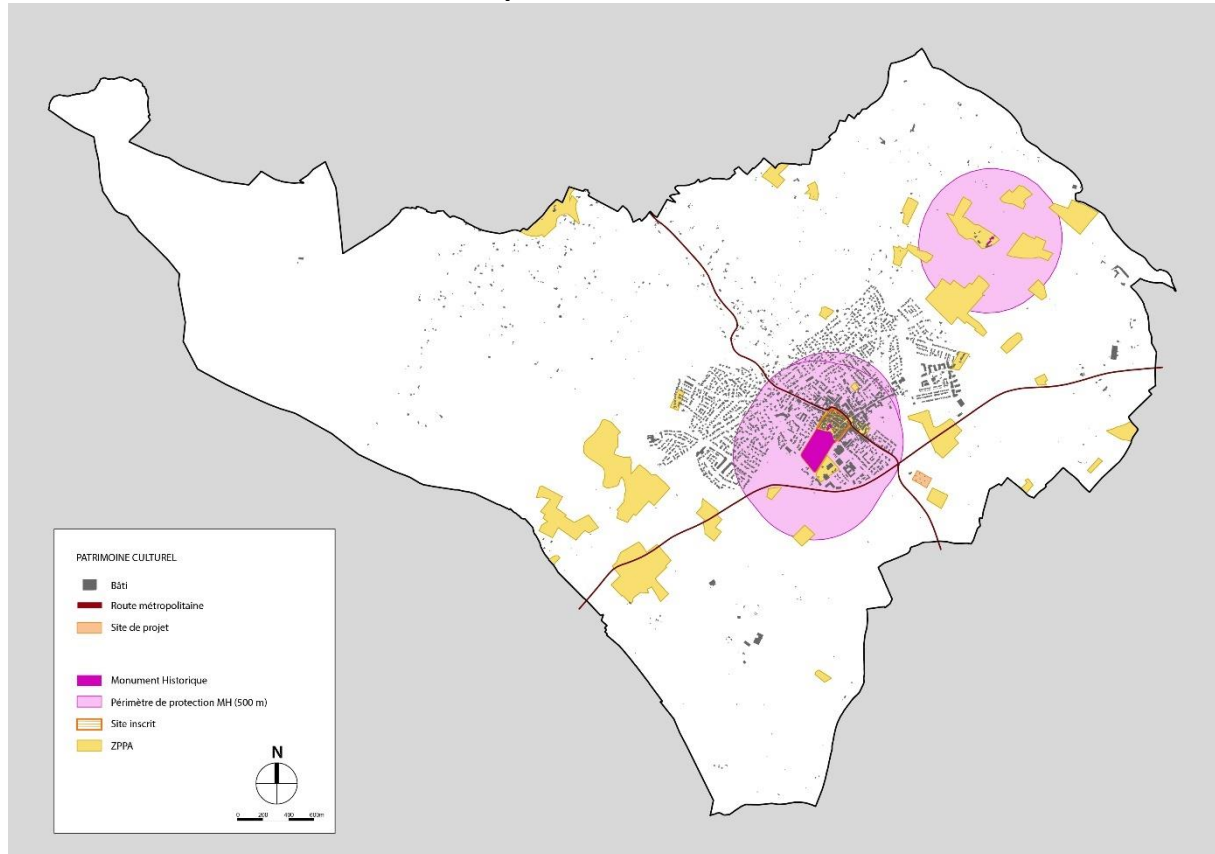 PATRIMOINE CULTUREL
Bâti
Route métropolitaine
Site de projet
Monument Historique
Périmètre de protection MH (500 m)
Site inscrit
ZPPA
N
0 200 400 600m